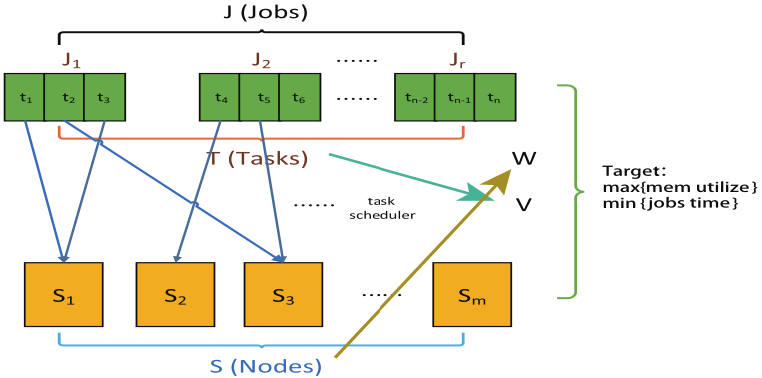 J (Jobs)
J1 J2 ...... Jr
t1 t2 t3 t4 t5 t6 ...... tn-2 tn-1 tn
T (Tasks)
W
Target:
max{mem utilize}
min{jobs time}
...... task
scheduler
V
S1 S2 S3 ...... Sm
S (Nodes)